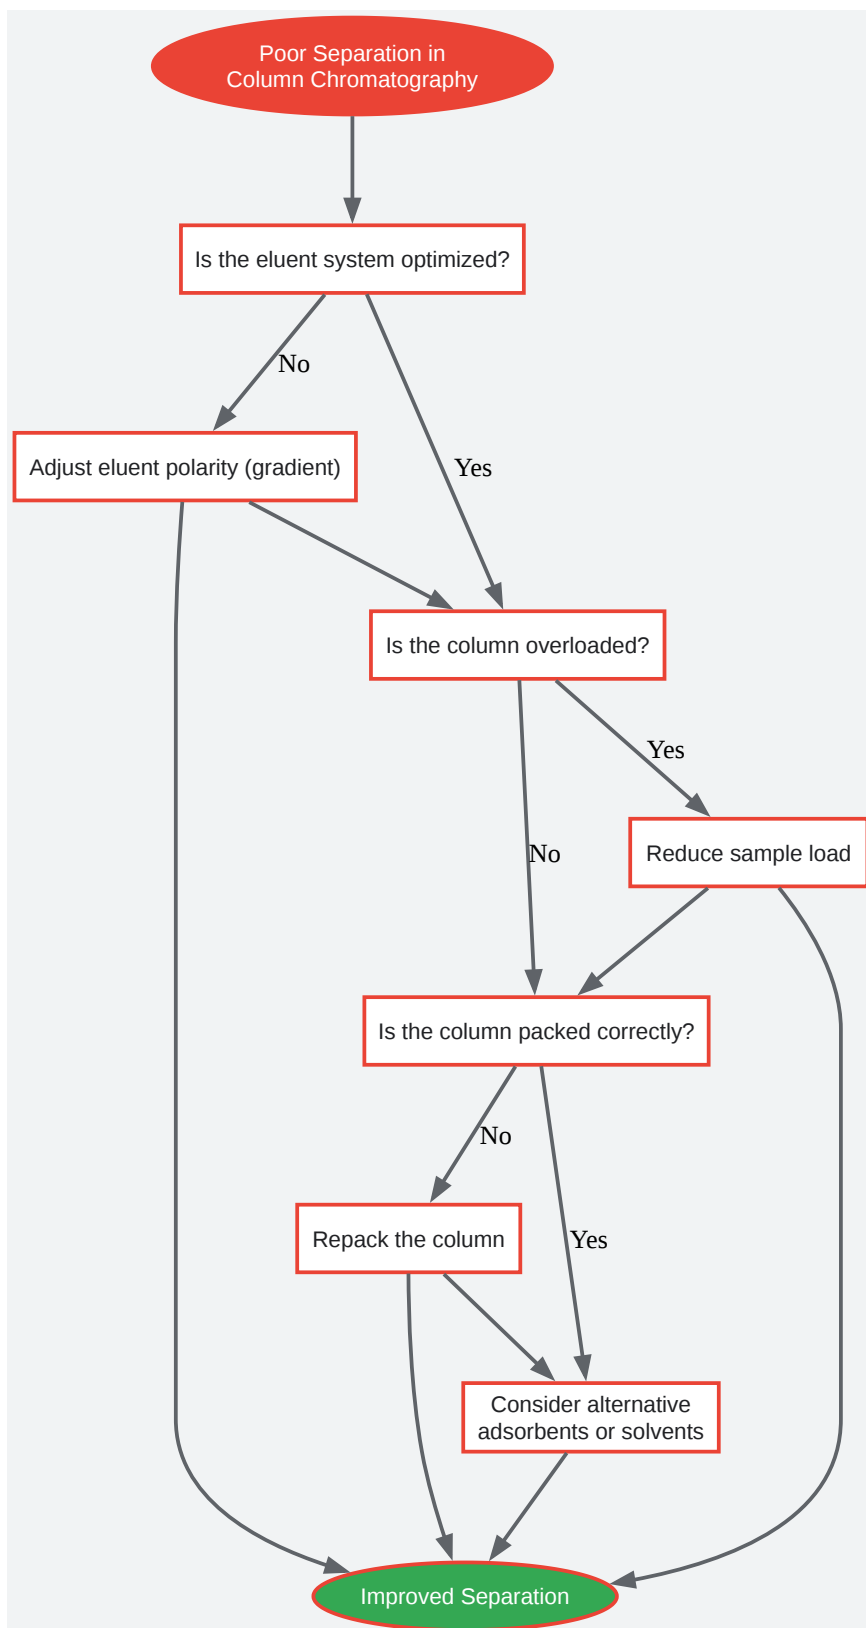 Poor Separation in
Column Chromatography
Is the eluent system optimized?
No
Adjust eluent polarity (gradient)
Yes
Is the column overloaded?
Yes
No
Reduce sample load
Is the column packed correctly?
No
Repack the column
Yes
Consider alternative
adsorbents or solvents
Improved Separation